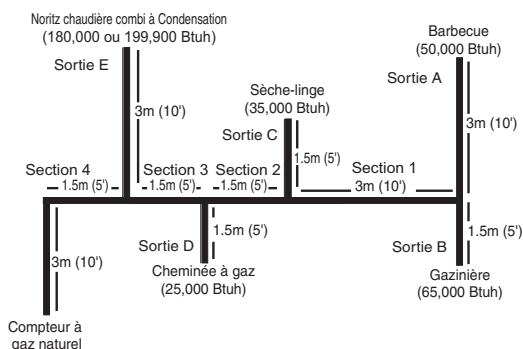 Noritz chaudière combi à Condensation
(180,000 ou 199,900 Btuh)
Sortie E
3m (10')
Barbecue
(50,000 Btuh)
Sortie A
3m (10')
Sèche-linge
(35,000 Btuh)
Sortie C
1.5m (5')
Section 4
1.5m (5')
Section 3
1.5m (5')
Section 2
1.5m (5')
Section 1
3m (10')
3m (10')
Sortie D
1.5m (5')
Cheminée à gaz
(25,000 Btuh)
Sortie B
1.5m (5')
Gazinière
(65,000 Btuh)
Compteur à
gaz naturel